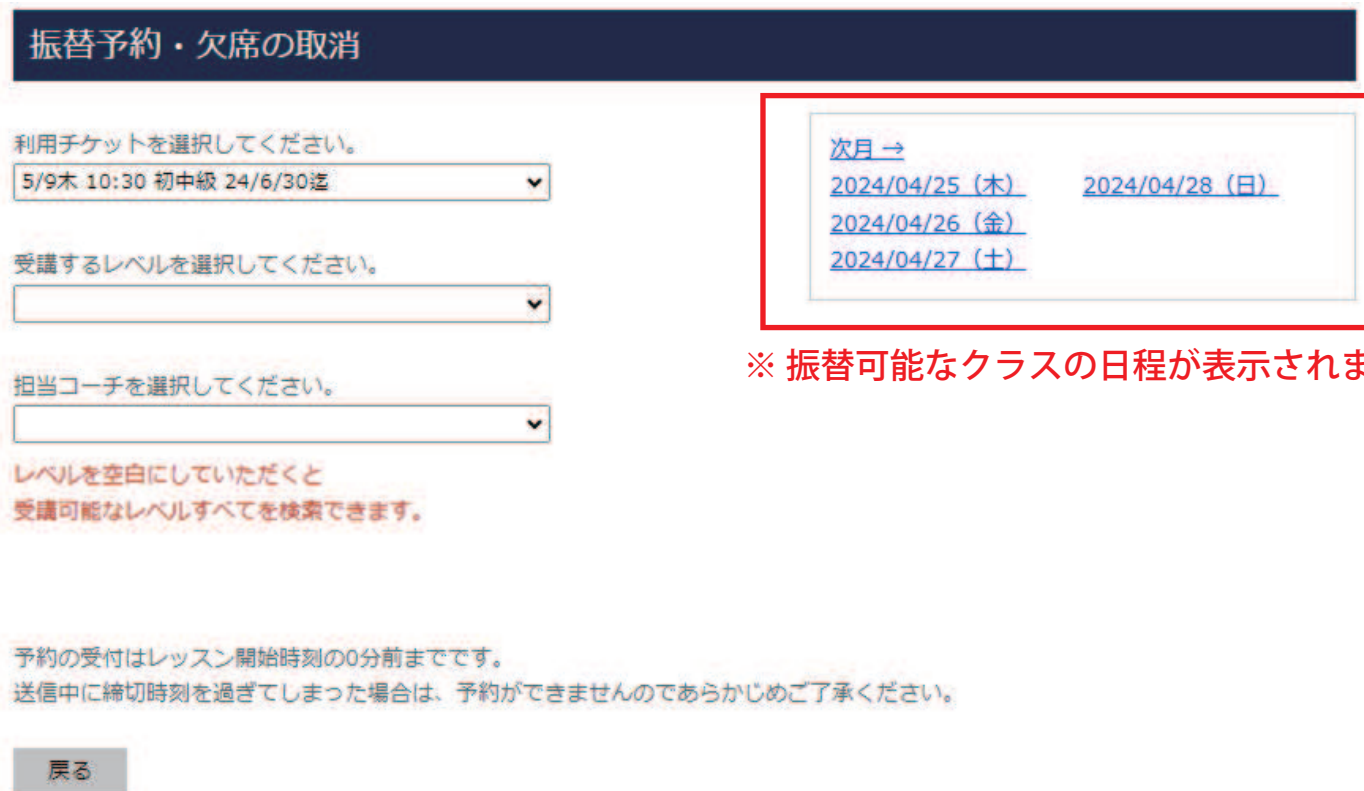 振替予約・欠席の取消
利用チケットを選択してください。
5/9木 10:30 初中級 24/6/30迄
受講するレベルを選択してください。
担当コーチを選択してください。
レベルを空白にしていただくと
受講可能なレベルすべてを検索できます。
次月 →
2024/04/25（木） 2024/04/28（日）
2024/04/26（金）
2024/04/27（土）
※ 振替可能なクラスの日程が表示されま
予約の受付はレッスン開始時刻の0分前までです。
送信中に締切時刻を過ぎてしまった場合は、予約ができませんのであらかじめご了承ください。
戻る